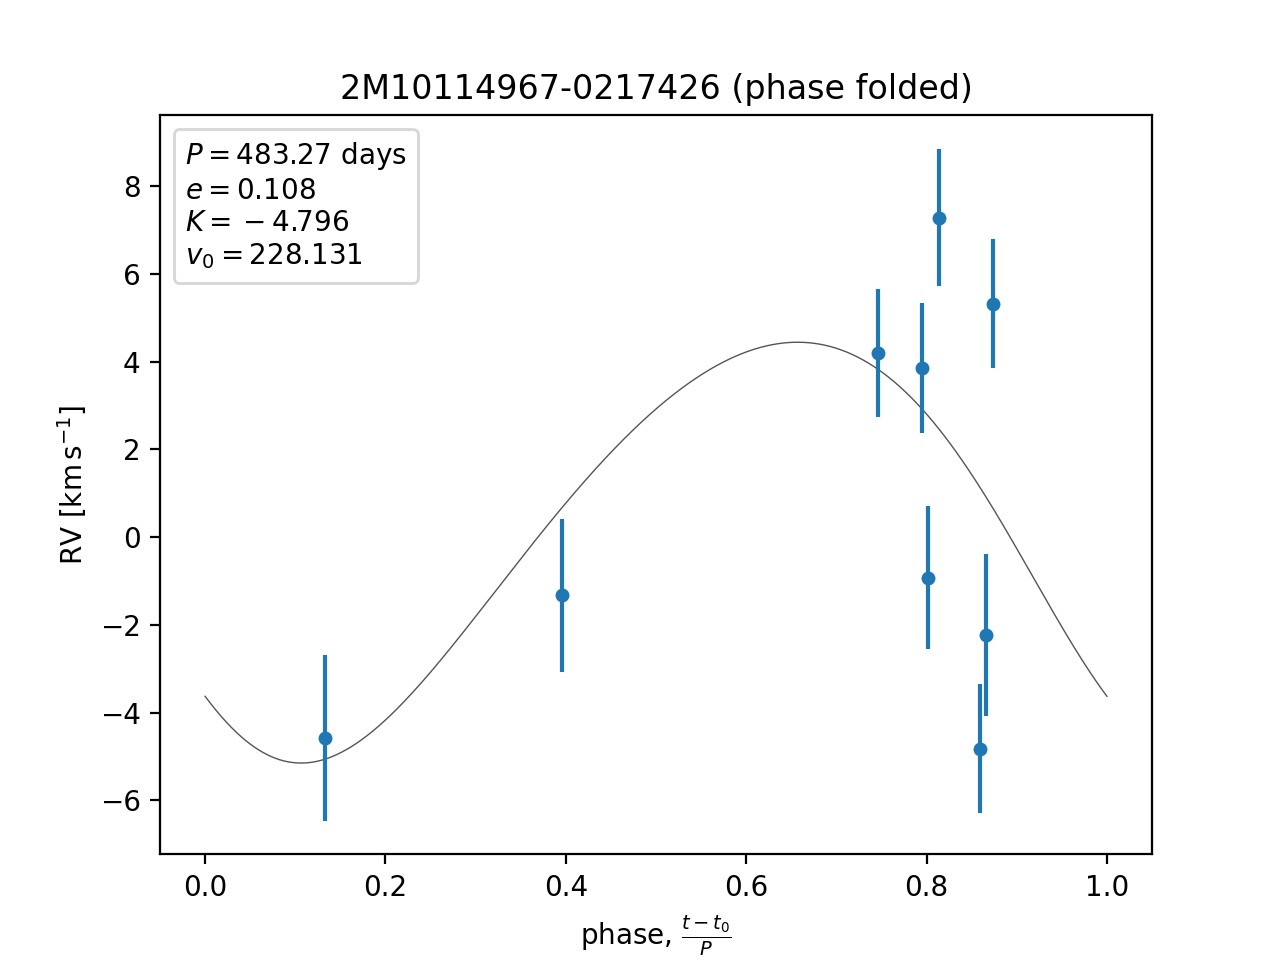 2M10114967-0217426 (phase folded)
P = 483.27 days
e = 0.108
K = −4.796
v₀ = 228.131
8
6
4
2
0
−2
−4
−6
RV [km s⁻¹]
0.0 0.2 0.4 0.6 0.8 1.0
phase, (t − t₀)/P